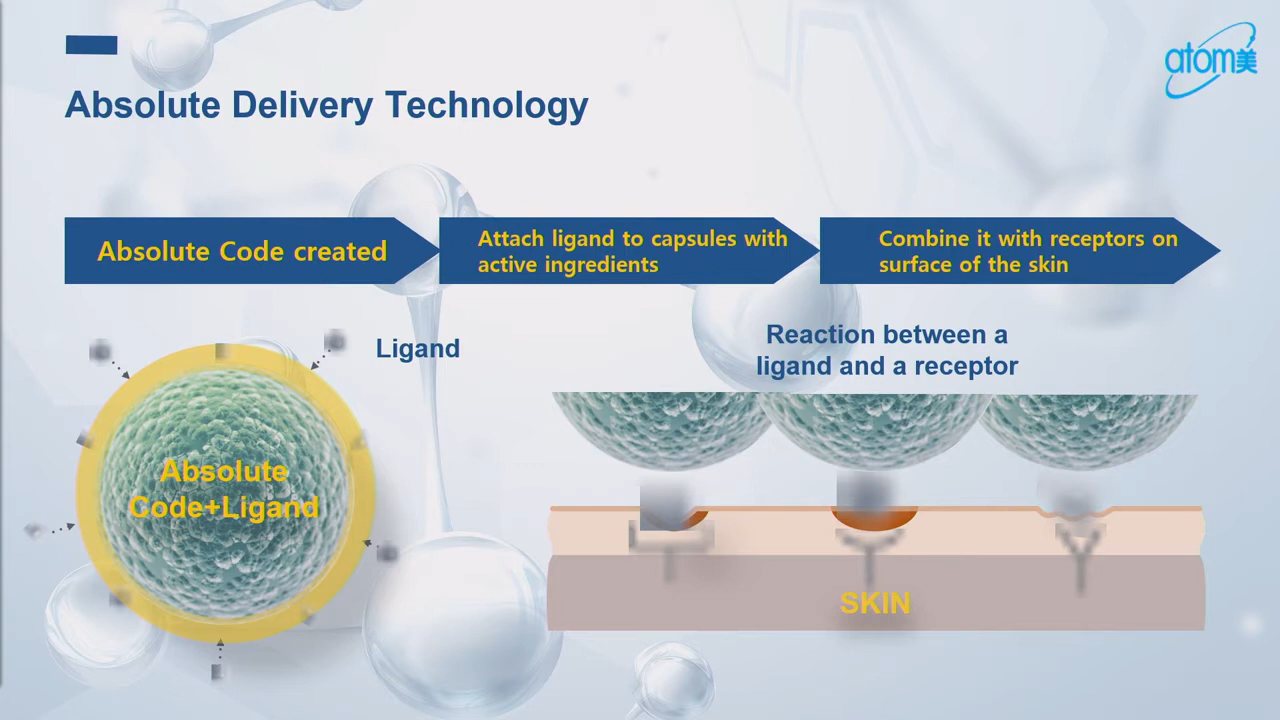 atom美
Absolute Delivery Technology
Absolute Code created
Attach ligand to capsules with
active ingredients
Combine it with receptors on
surface of the skin
Ligand
Absolute
Code+Ligand
Reaction between a
ligand and a receptor
SKIN